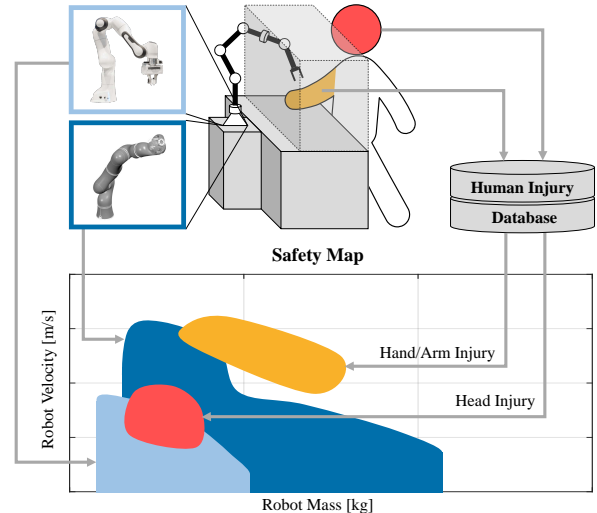 Human Injury
Database
Safety Map
Robot Velocity [m/s]
Hand/Arm Injury
Head Injury
Robot Mass [kg]